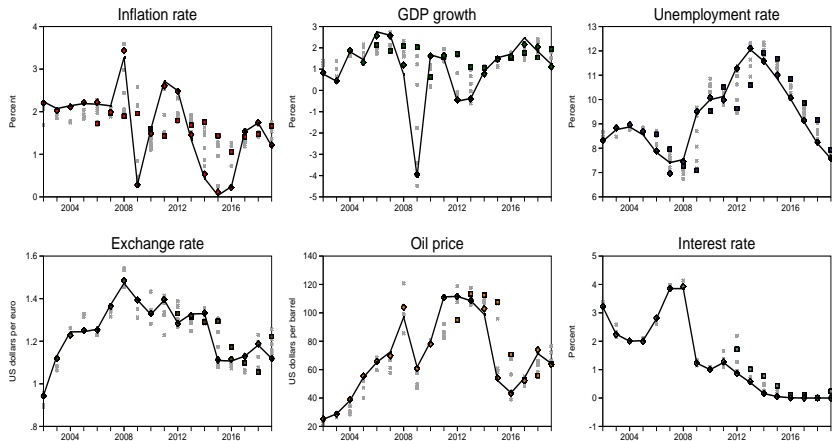 Inflation rate
GDP growth
Unemployment rate
4
3
2
1
0
Percent
2004 2008 2012 2016
3
2
1
0
-1
-2
-3
-4
-5
Percent
2004 2008 2012 2016
13
12
11
10
9
8
7
6
Percent
2004 2008 2012 2016
Exchange rate
Oil price
Interest rate
1.6
1.4
1.2
1
.8
US dollars per euro
2004 2008 2012 2016
140
120
100
80
60
40
20
US dollars per barrel
2004 2008 2012 2016
5
4
3
2
1
0
-1
Percent
2004 2008 2012 2016